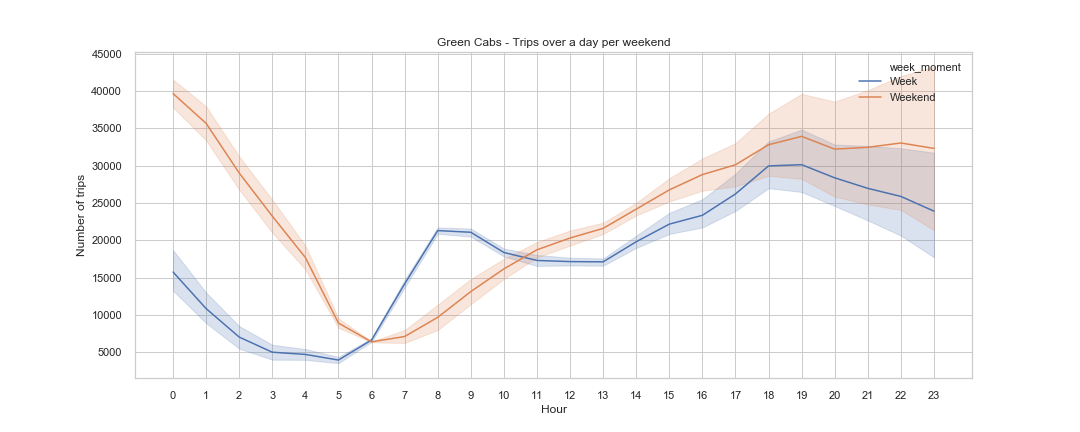 Green Cabs - Trips over a day per weekend
45000
40000
35000
30000
25000
20000
15000
10000
5000
Number of trips
week_moment
Week
Weekend
0 1 2 3 4 5 6 7 8 9 10 11 12 13 14 15 16 17 18 19 20 21 22 23
Hour